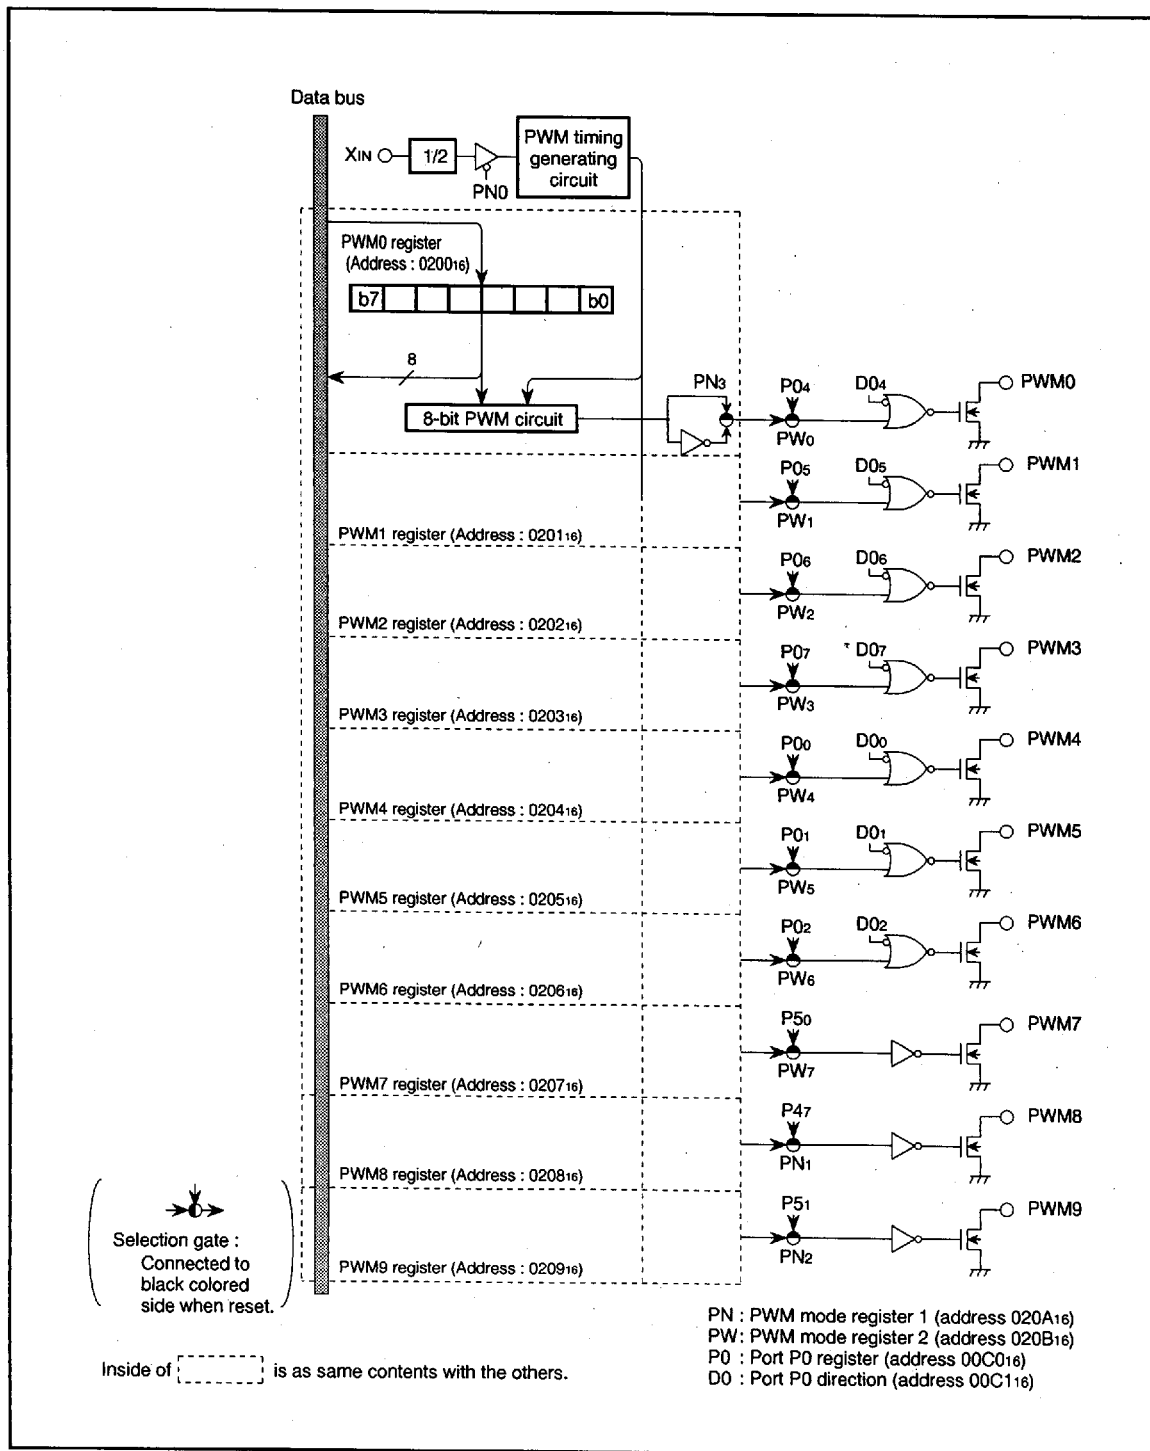 Data bus
XIN
1/2
PN0
PWM timing
generating
circuit
PWM0 register
(Address : 020016)
b7
b0
8
8-bit PWM circuit
PN3
P04
PW0
D04
PWM0
P05
PW1
D05
PWM1
PWM1 register (Address : 020116)
P06
PW2
D06
PWM2
PWM2 register (Address : 020216)
P07
PW3
D07
PWM3
PWM3 register (Address : 020316)
P00
PW4
D00
PWM4
PWM4 register (Address : 020416)
P01
PW5
D01
PWM5
PWM5 register (Address : 020516)
P02
PW6
D02
PWM6
PWM6 register (Address : 020616)
P50
PW7
PWM7
PWM7 register (Address : 020716)
P47
PN1
PWM8
PWM8 register (Address : 020816)
P51
PN2
PWM9
PWM9 register (Address : 020916)
Selection gate :
Connected to
black colored
side when reset.
PN : PWM mode register 1 (address 020A16)
PW : PWM mode register 2 (address 020B16)
P0 : Port P0 register (address 00C016)
D0 : Port P0 direction (address 00C116)
Inside of is as same contents with the others.